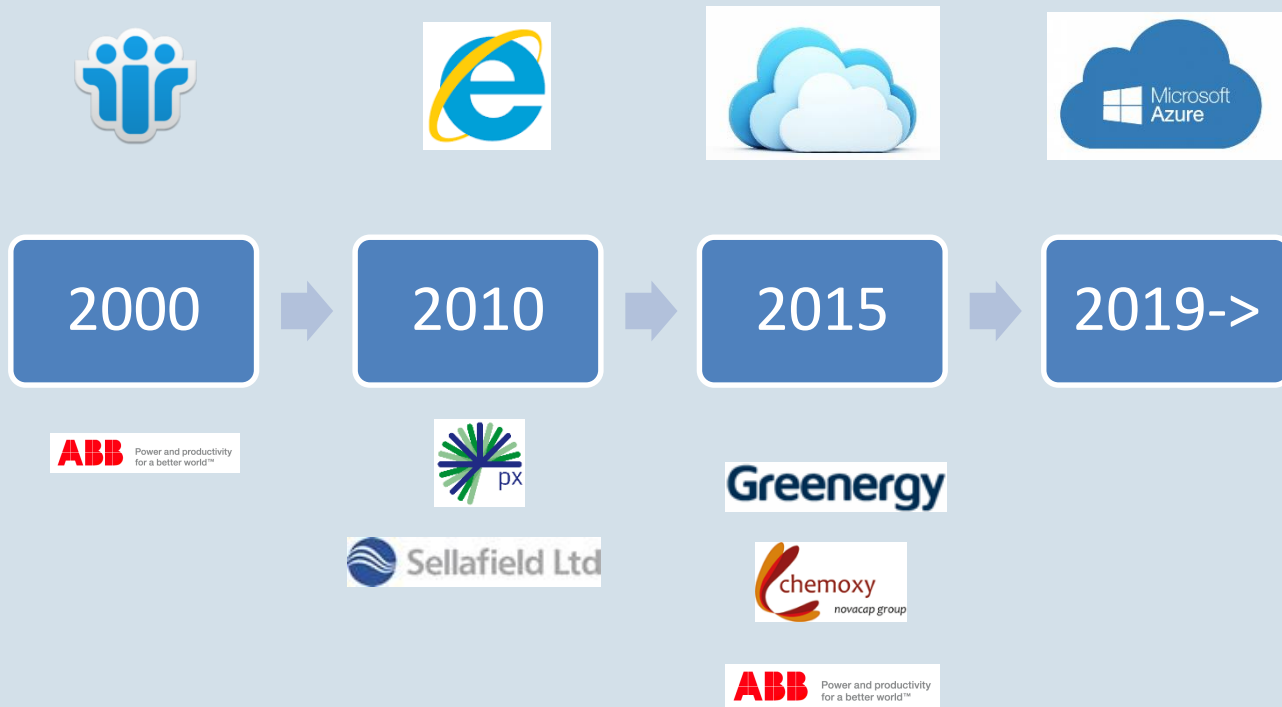 Microsoft
Azure
2000
2010
2015
2019->
ABB Power and productivity
for a better world™
px
Sellafield Ltd
Greenergy
chemoxy
novacap group
ABB Power and productivity
for a better world™